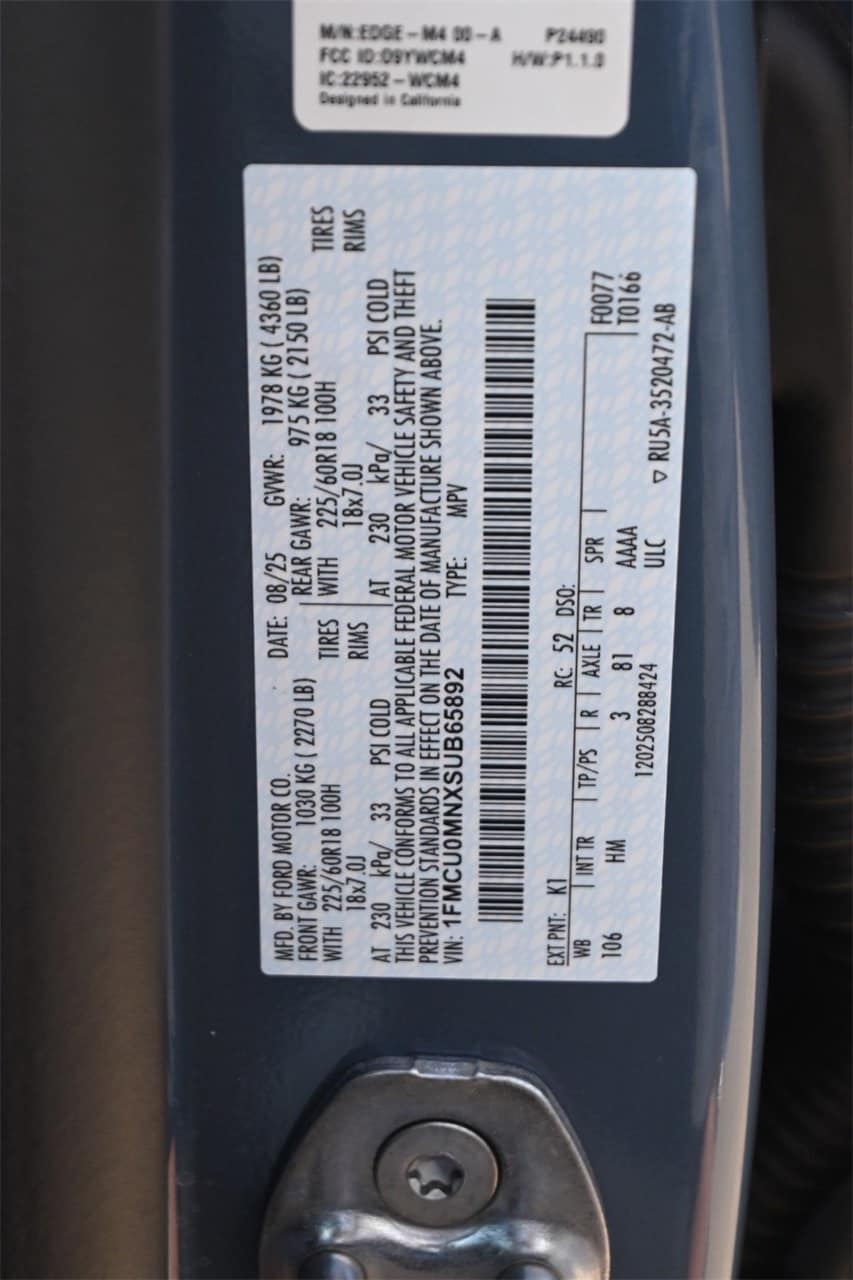 M/N:EDGE-M4 00-A P24490
FCC ID:O9YWCM4 H/W:P1.1.0
IC:22952-WCM4
Designed in California
MFD. BY FORD MOTOR CO. DATE: 08/25 GVWR: 1978 KG ( 4360 LB)
FRONT GAWR: 1030 KG ( 2270 LB) REAR GAWR: 975 KG ( 2150 LB)
WITH 225/60R18 100H TIRES WITH 225/60R18 100H TIRES
18x7.0J RIMS 18x7.0J RIMS
AT 230 kPa/ 33 PSI COLD AT 230 kPa/ 33 PSI COLD
THIS VEHICLE CONFORMS TO ALL APPLICABLE FEDERAL MOTOR VEHICLE SAFETY AND THEFT
PREVENTION STANDARDS IN EFFECT ON THE DATE OF MANUFACTURE SHOWN ABOVE.
VIN: 1FMCU0MNXSUB65892 TYPE: MPV
EXT PNT: K1 RC: 52 DSO:
WB INT TR TP/PS R AXLE TR SPR F0077
106 HM 3 81 8 AAAA T0166
1202508288424 ULC ▽ RU5A-3520472-AB